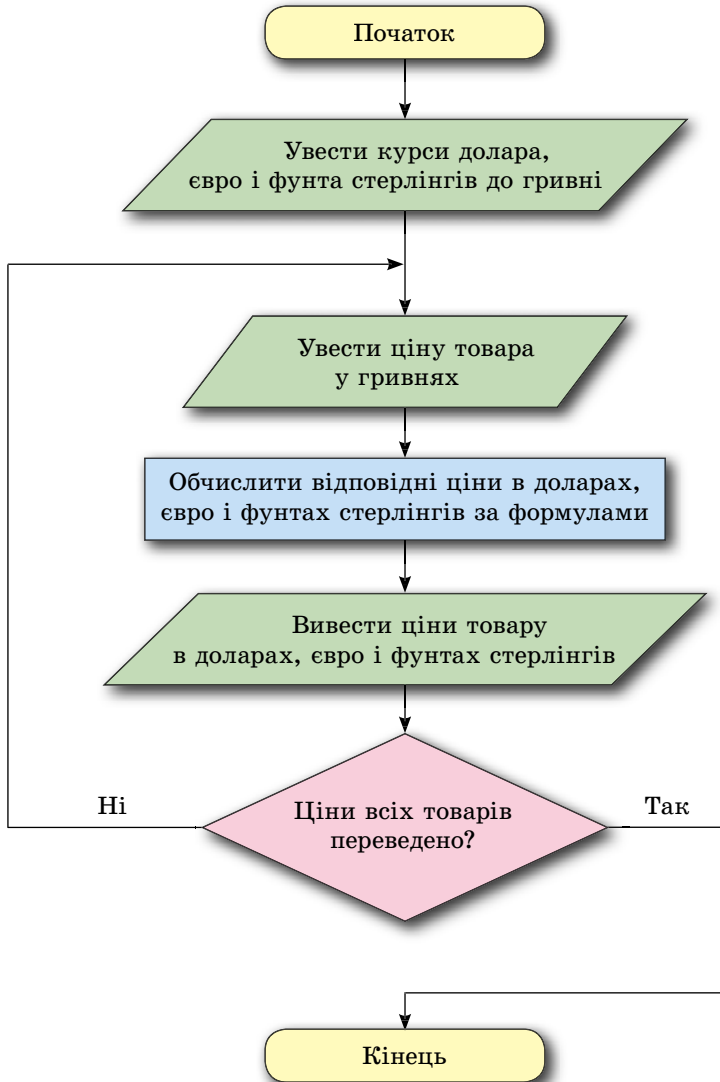 Початок
Увести курси долара,
євро і фунта стерлінгів до гривні
Увести ціну товара
у гривнях
Обчислити відповідні ціни в доларах,
євро і фунтах стерлінгів за формулами
Вивести ціни товару
в доларах, євро і фунтах стерлінгів
Ні
Ціни всіх товарів
переведено?
Так
Кінець